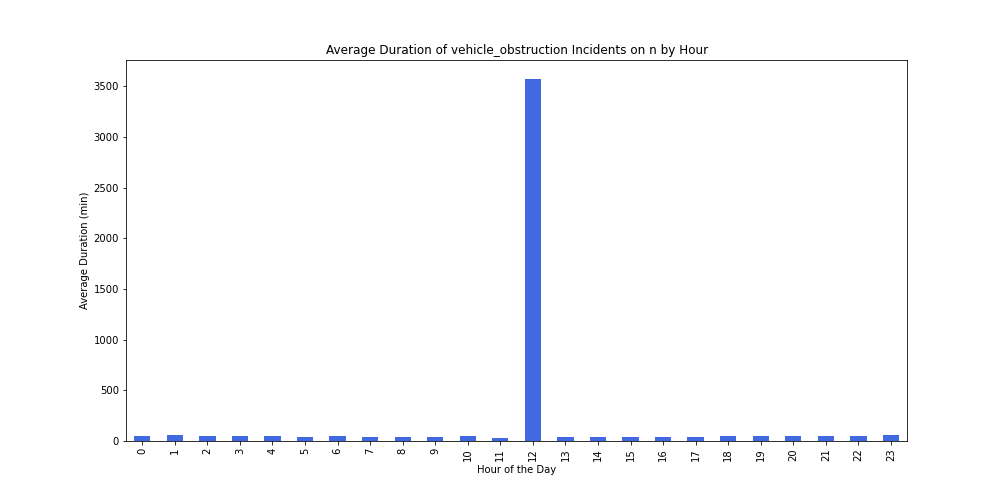 Average Duration of vehicle_obstruction Incidents on n by Hour
3500
3000
2500
2000
1500
1000
500
0
Average Duration (min)
0 1 2 3 4 5 6 7 8 9 10 11 12 13 14 15 16 17 18 19 20 21 22 23
Hour of the Day